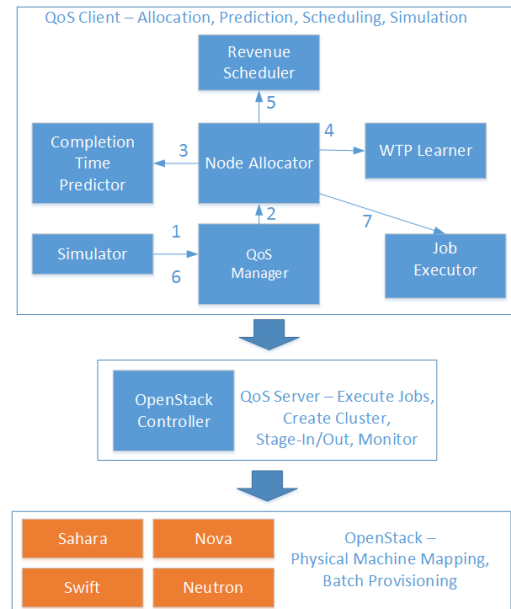 QoS Client – Allocation, Prediction, Scheduling, Simulation
Revenue
Scheduler
5
Completion
Time
Predictor
3
Node Allocator
4
WTP Learner
2
7
Simulator
1
6
QoS
Manager
Job
Executor
OpenStack
Controller
QoS Server – Execute Jobs,
Create Cluster,
Stage-In/Out, Monitor
Sahara
Nova
Swift
Neutron
OpenStack –
Physical Machine Mapping,
Batch Provisioning